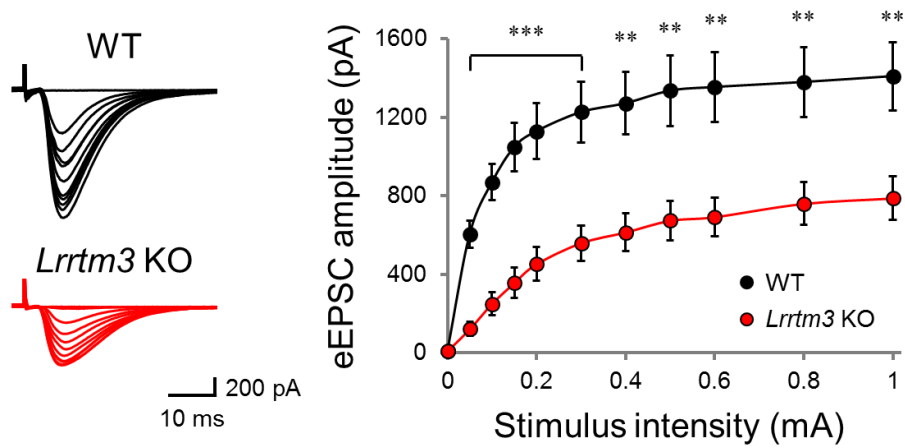 WT
Lrrtm3 KO
200 pA
10 ms
eEPSC amplitude (pA)
1600
1200
800
400
0
*** ** ** ** ** **
WT
Lrrtm3 KO
0 0.2 0.4 0.6 0.8 1
Stimulus intensity (mA)